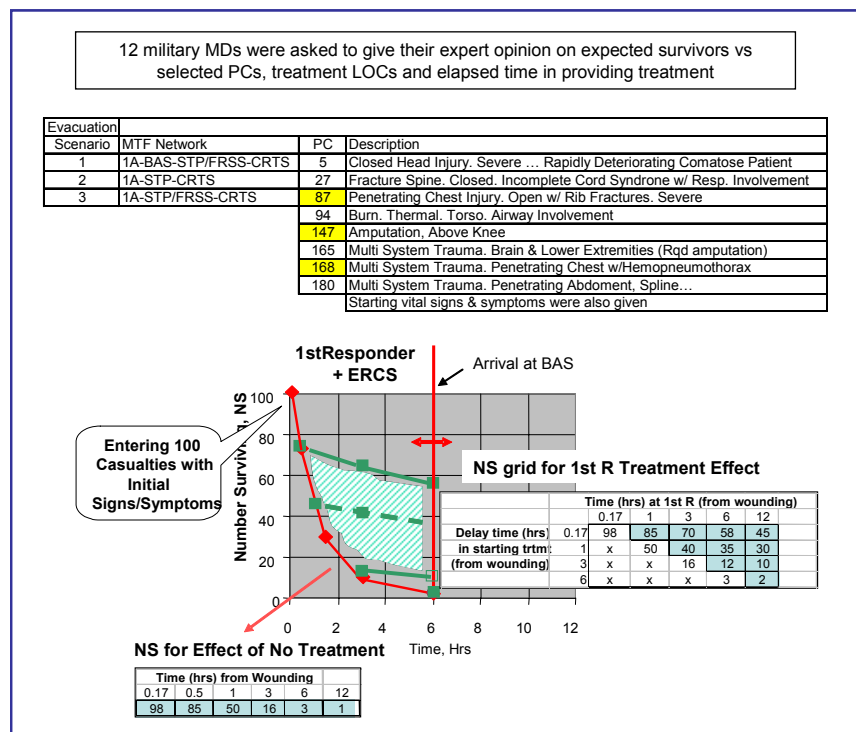 12 military MDs were asked to give their expert opinion on expected survivors vs
selected PCs, treatment LOCs and elapsed time in providing treatment
Evacuation
Scenario MTF Network PC Description
1 1A-BAS-STP/FRSS-CRTS 5 Closed Head Injury. Severe … Rapidly Deteriorating Comatose Patient
2 1A-STP-CRTS 27 Fracture Spine. Closed. Incomplete Cord Syndrome w/ Resp. Involvement
3 1A-STP/FRSS-CRTS 87 Penetrating Chest Injury. Open w/ Rib Fractures. Severe
94 Burn. Thermal. Torso. Airway Involvement
147 Amputation, Above Knee
165 Multi System Trauma. Brain & Lower Extremities (Rqd amputation)
168 Multi System Trauma. Penetrating Chest w/Hemopneumothorax
180 Multi System Trauma. Penetrating Abdoment, Spline…
Starting vital signs & symptoms were also given
1stResponder
+ ERCS
Arrival at BAS
Number Surviving, NS
100
80
60
40
20
0
0 2 4 6 8 10 12
Time, Hrs
Entering 100
Casualties with
Initial
Signs/Symptoms
NS grid for 1st R Treatment Effect
Time (hrs) at 1st R (from wounding)
0.17 1 3 6 12
Delay time (hrs) 0.17 98 85 70 58 45
in starting trtmt 1 x 50 40 35 30
(from wounding) 3 x x 16 12 10
6 x x x 3 2
NS for Effect of No Treatment
Time (hrs) from Wounding
0.17 0.5 1 3 6 12
98 85 50 16 3 1